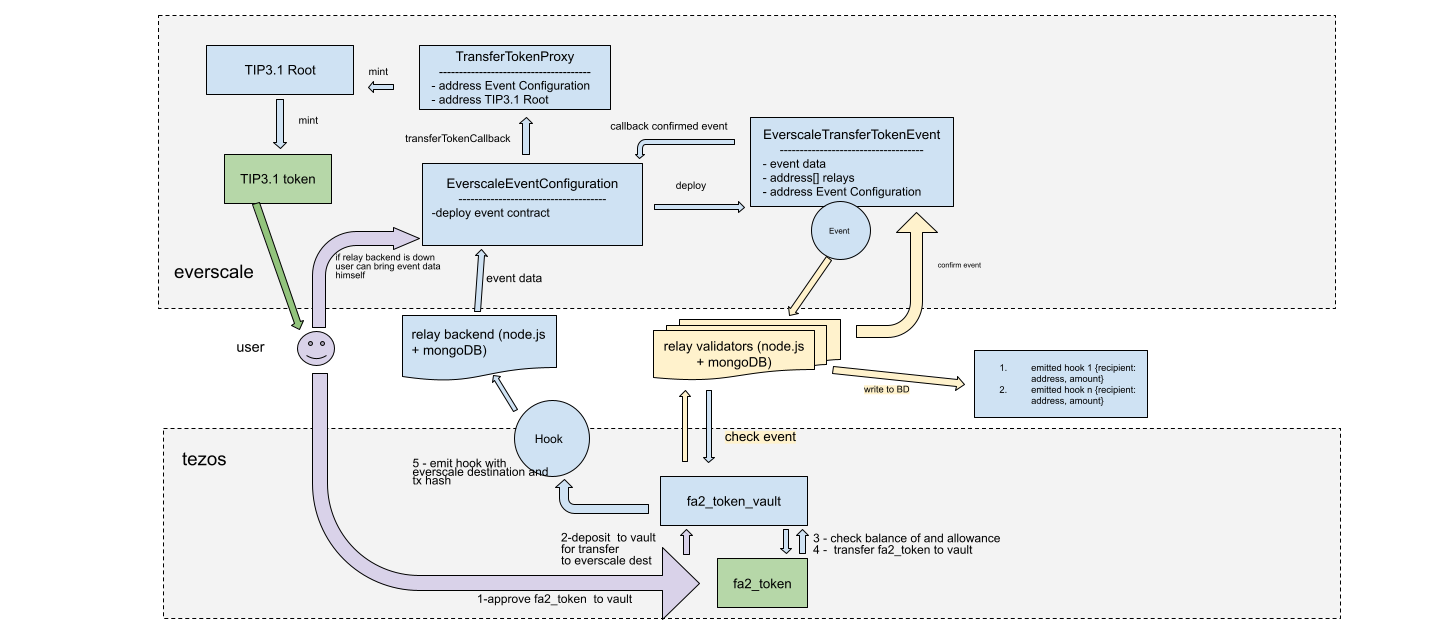 TransferTokenProxy
--------------------------------------
- address Event Configuration
- address TIP3.1 Root
TIP3.1 Root
mint
mint
transferTokenCallback
callback confirmed event
EverscaleTransferTokenEvent
------------------------------------
- event data
- address[] relays
- address Event Configuration
TIP3.1 token
EverscaleEventConfiguration
-------------------------------------
-deploy event contract
deploy
Event
if relay backend is down
user can bring event data
himself
everscale
event data
confirm event
user
relay backend (node.js
+ mongoDB)
relay validators (node.js
+ mongoDB)
write to BD
1. emitted hook 1 {recipient:
address, amount}
2. emitted hook n {recipient:
address, amount}
Hook
check event
tezos
5 - emit hook with
everscale destination and
tx hash
fa2_token_vault
2-deposit to vault
for transfer
to everscale dest
3 - check balance of and allowance
4 - transfer fa2_token to vault
fa2_token
1-approve fa2_token to vault